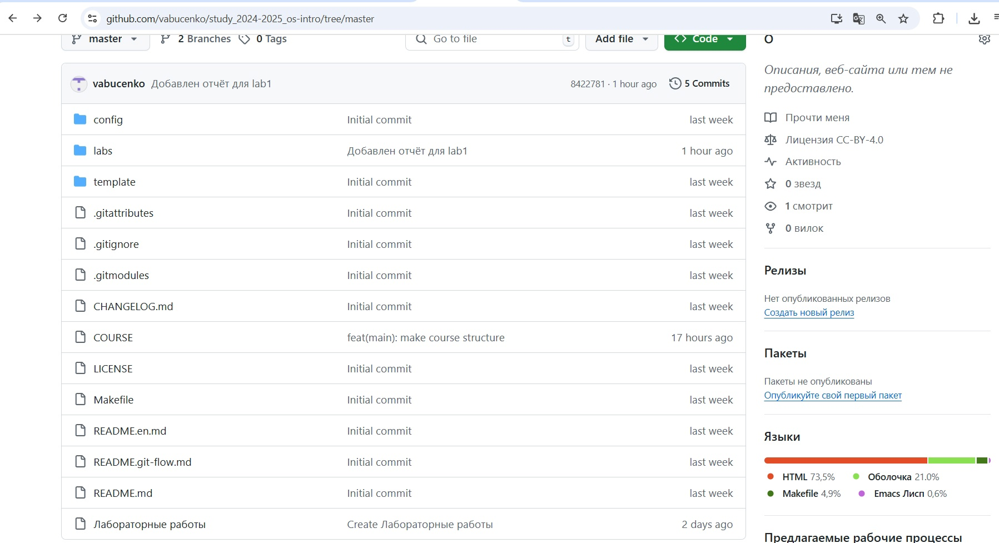 github.com/vabucenko/study_2024-2025_os-intro/tree/master
master 2 Branches 0 Tags Go to file t Add file Code
О
vabucenko Добавлен отчёт для lab1 8422781 · 1 hour ago 5 Commits
config Initial commit last week
labs Добавлен отчёт для lab1 1 hour ago
template Initial commit last week
.gitattributes Initial commit last week
.gitignore Initial commit last week
.gitmodules Initial commit last week
CHANGELOG.md Initial commit last week
COURSE feat(main): make course structure 17 hours ago
LICENSE Initial commit last week
Makefile Initial commit last week
README.en.md Initial commit last week
README.git-flow.md Initial commit last week
README.md Initial commit last week
Лабораторные работы Create Лабораторные работы 2 days ago
Описания, веб-сайта или тем не
предоставлено.
Прочти меня
Лицензия CC-BY-4.0
Активность
0 звезд
1 смотрит
0 вилок
Релизы
Нет опубликованных релизов
Создать новый релиз
Пакеты
Пакеты не опубликованы
Опубликуйте свой первый пакет
Языки
HTML 73,5% Оболочка 21.0%
Makefile 4,9% Emacs Лисп 0,6%
Предлагаемые рабочие процессы